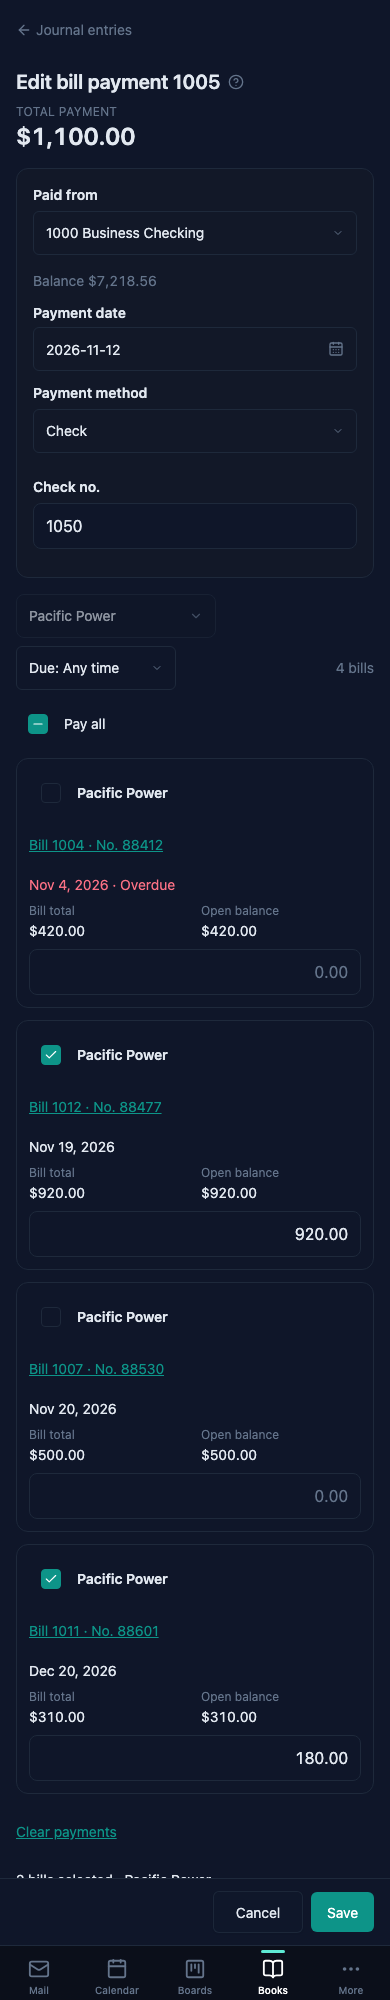 Journal entries
Edit bill payment 1005
TOTAL PAYMENT
$1,100.00
Paid from
1000 Business Checking
Balance $7,218.56
Payment date
2026-11-12
Payment method
Check
Check no.
1050
Pacific Power
Due: Any time
4 bills
Pay all
Pacific Power
Bill 1004 · No. 88412
Nov 4, 2026 · Overdue
Bill total Open balance
$420.00 $420.00
0.00
Pacific Power
Bill 1012 · No. 88477
Nov 19, 2026
Bill total Open balance
$920.00 $920.00
920.00
Pacific Power
Bill 1007 · No. 88530
Nov 20, 2026
Bill total Open balance
$500.00 $500.00
0.00
Pacific Power
Bill 1011 · No. 88601
Dec 20, 2026
Bill total Open balance
$310.00 $310.00
180.00
Clear payments
2 bills selected · Pacific Power
Cancel Save
Mail Calendar Boards Books More